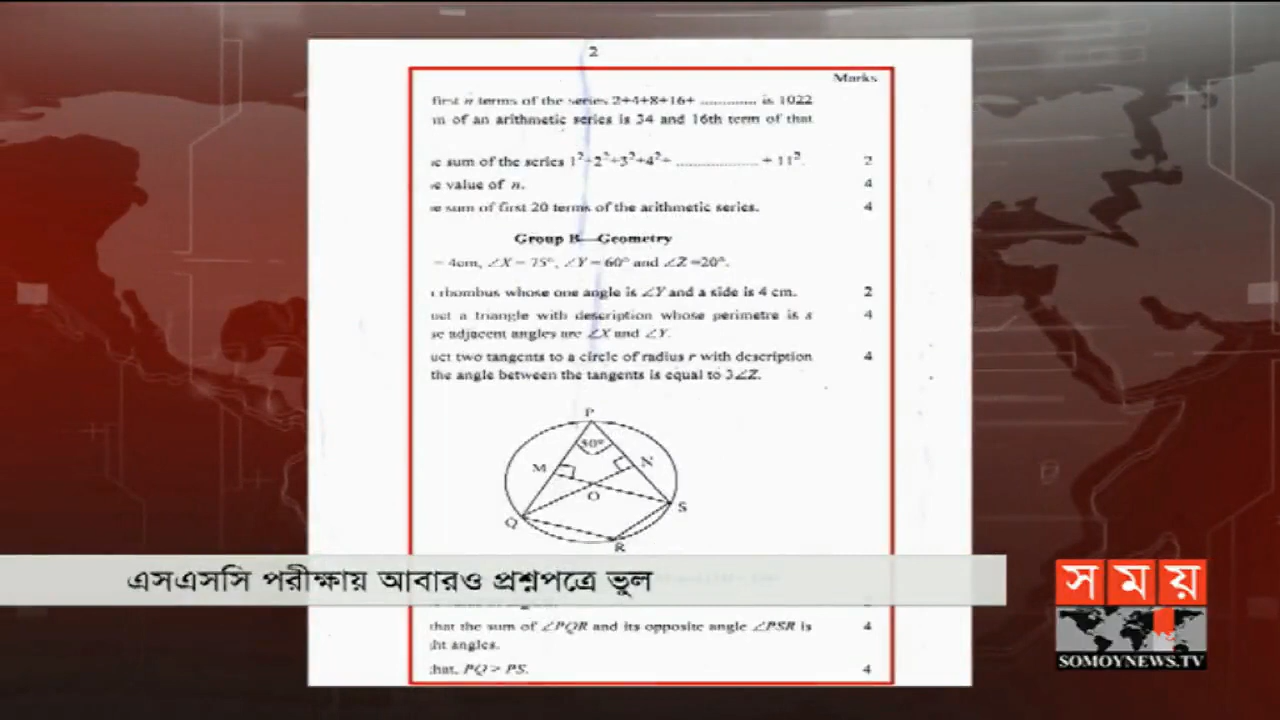 2
Marks
first n terms of the series 2+4+8+16+ ............. is 1022
m of an arithmetic series is 34 and 16th term of that
e sum of the series 1²+2²+3²+4²+ ................... + 11². 2
e value of n. 4
e sum of first 20 terms of the arithmetic series. 4
Group B—Geometry
= 4cm, ∠X = 75°, ∠Y = 60° and ∠Z =20°.
rhombus whose one angle is ∠Y and a side is 4 cm. 2
uct a triangle with description whose perimetre is a 4
se adjacent angles are ∠X and ∠Y.
uct two tangents to a circle of radius r with description 4
the angle between the tangents is equal to 3∠Z.
P
50°
M
N
O
S
Q
R
এসএসসি পরীক্ষায় আবারও প্রশ্নপত্রে ভুল
that the sum of ∠PQR and its opposite angle ∠PSR is 4
ht angles.
that, PQ > PS. 4
সময়
SOMOYNEWS.TV